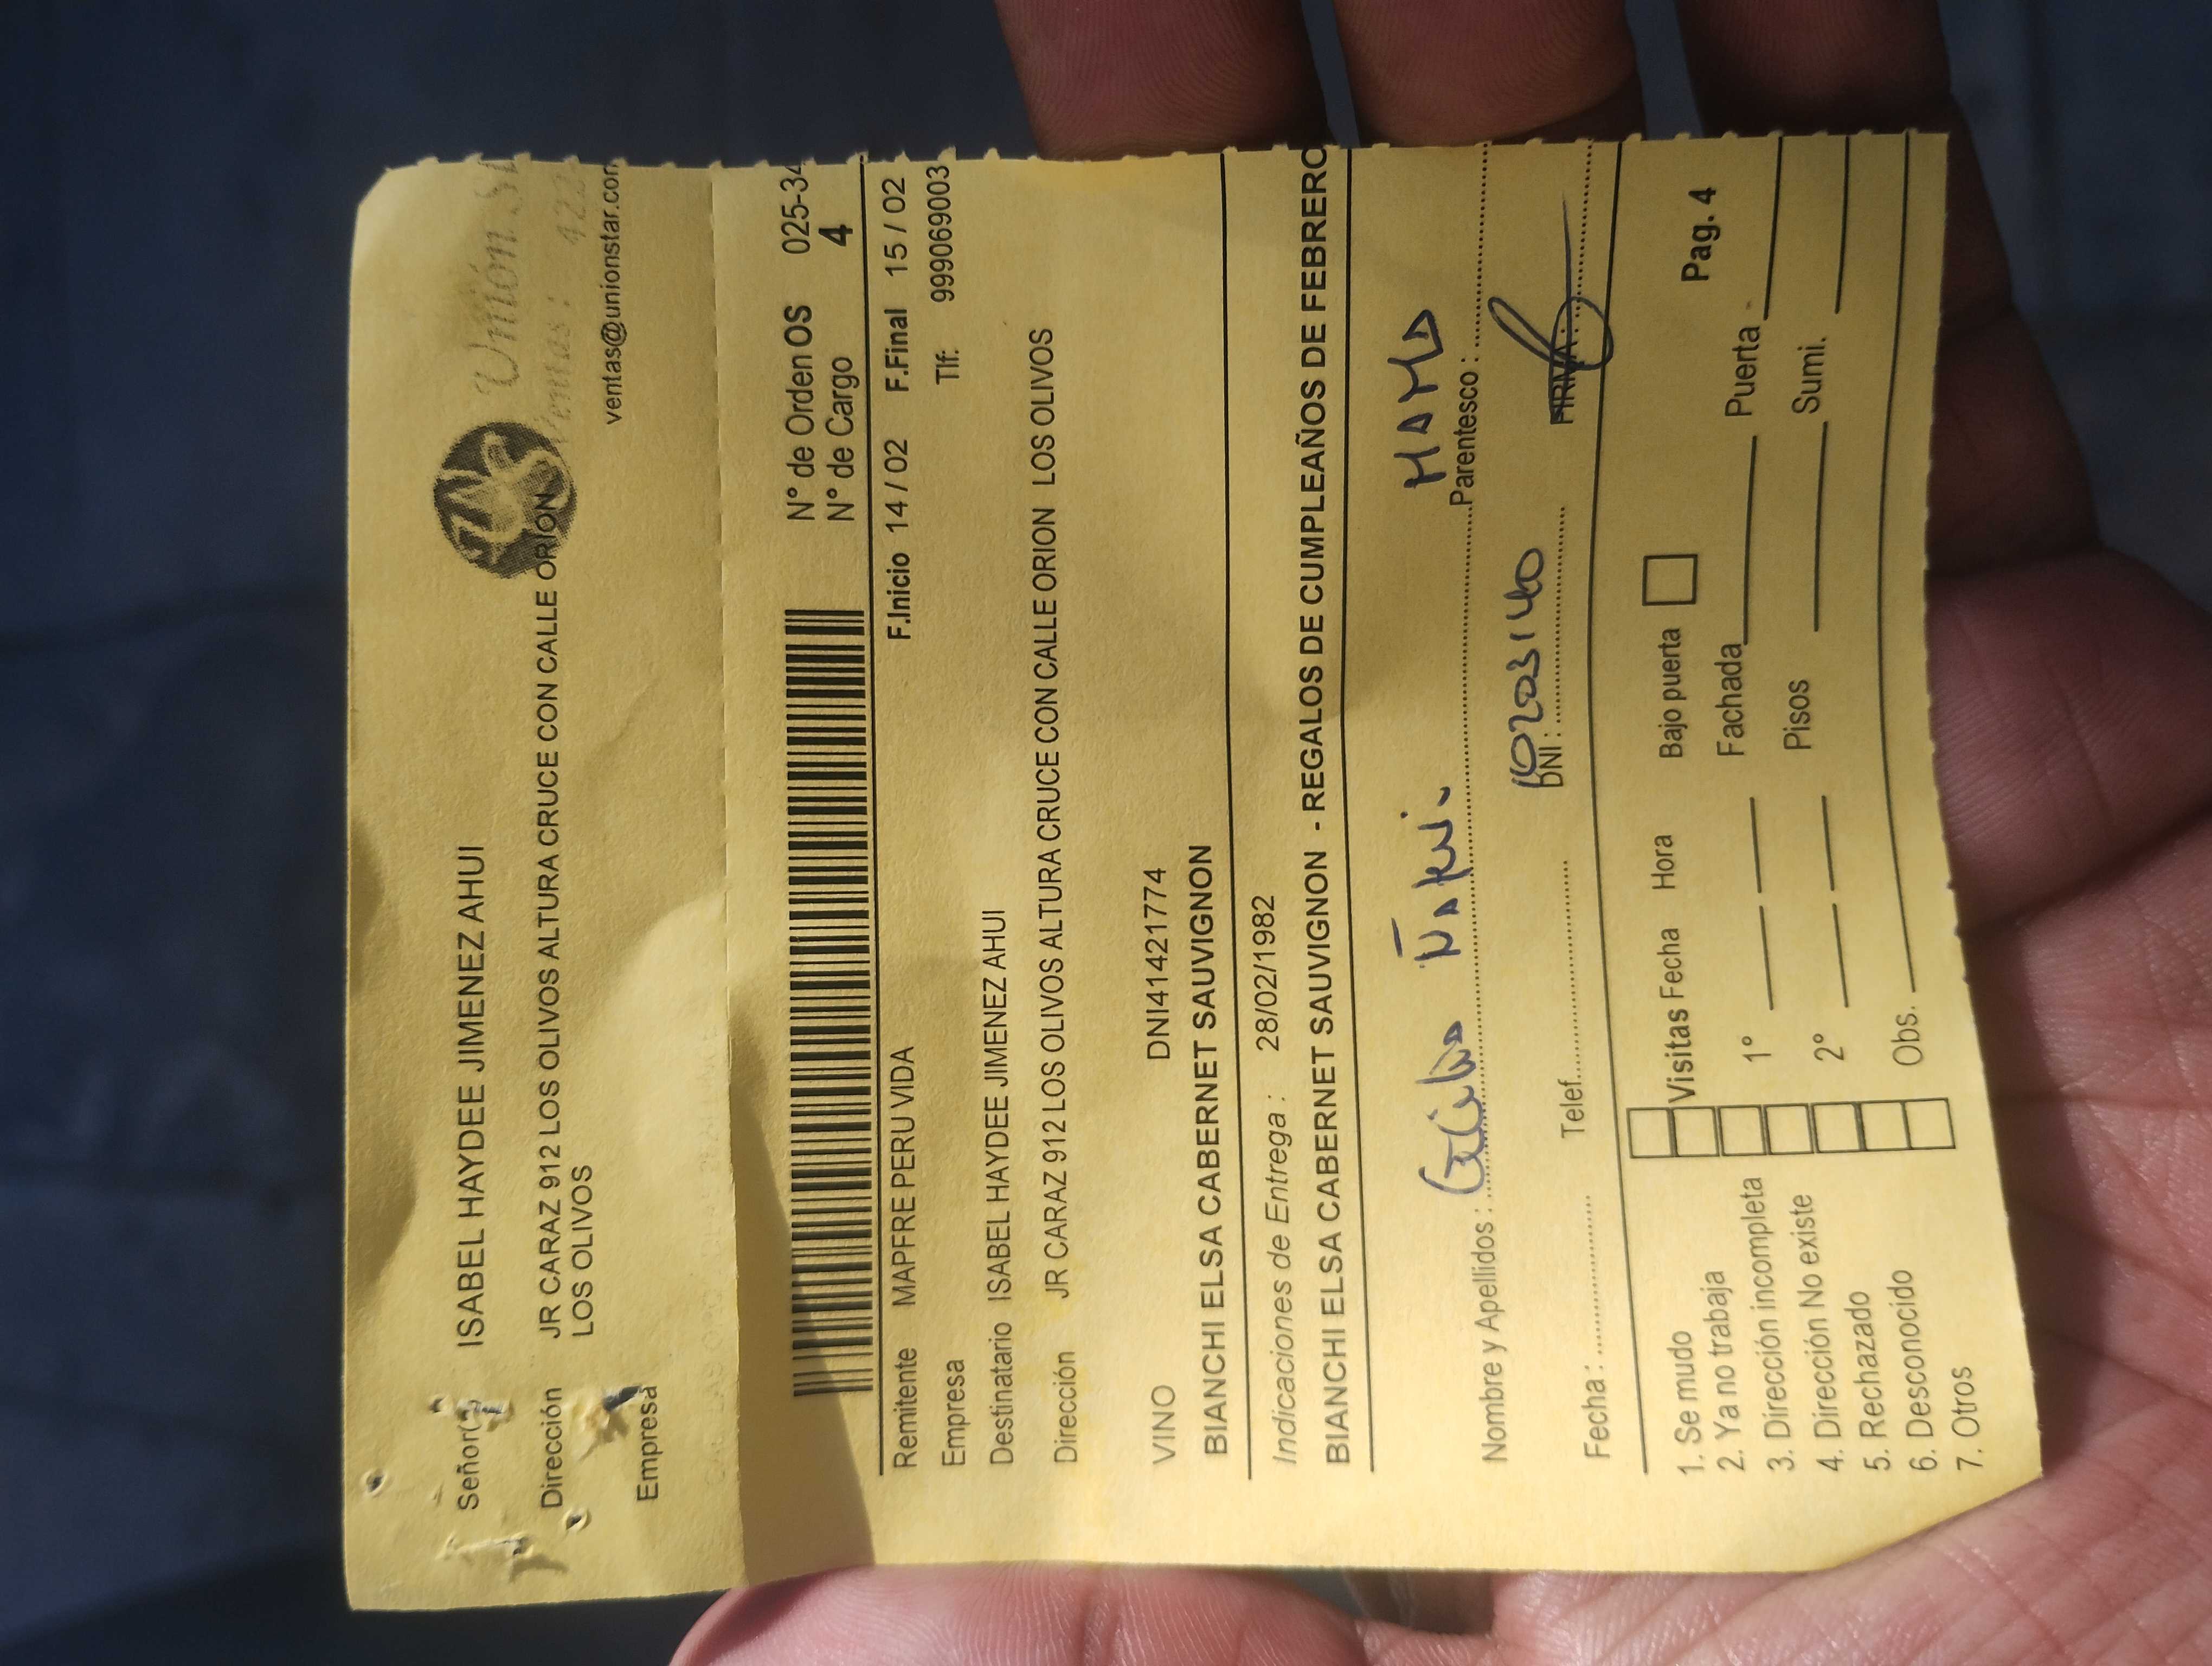 Unión
Ventas :
ventas@unionstar.com
Señor(
ISABEL HAYDEE JIMENEZ AHUI
Dirección JR CARAZ 912 LOS OLIVOS ALTURA CRUCE CON CALLE ORION
LOS OLIVOS
Empresa
N° de Orden OS 025-34
N° de Cargo 4
F.Inicio 14 / 02 F.Final 15 / 02
Remitente MAPFRE PERU VIDA
Empresa Tlf: 999069003
Destinatario ISABEL HAYDEE JIMENEZ AHUI
Dirección JR CARAZ 912 LOS OLIVOS ALTURA CRUCE CON CALLE ORION LOS OLIVOS
VINO DNI41421774
BIANCHI ELSA CABERNET SAUVIGNON
Indicaciones de Entrega : 28/02/1982
BIANCHI ELSA CABERNET SAUVIGNON - REGALOS DE CUMPLEAÑOS DE FEBRERO
Nombre y Apellidos : Parentesco : MAMA
Fecha : Telef. DNI : 10203140 FIRMA :
1. Se mudo
2. Ya no trabaja
3. Dirección incompleta
4. Dirección No existe
5. Rechazado
6. Desconocido
7. Otros
Visitas Fecha Hora Bajo puerta Pag. 4
1° Fachada Puerta
2° Pisos Sumi.
Obs.